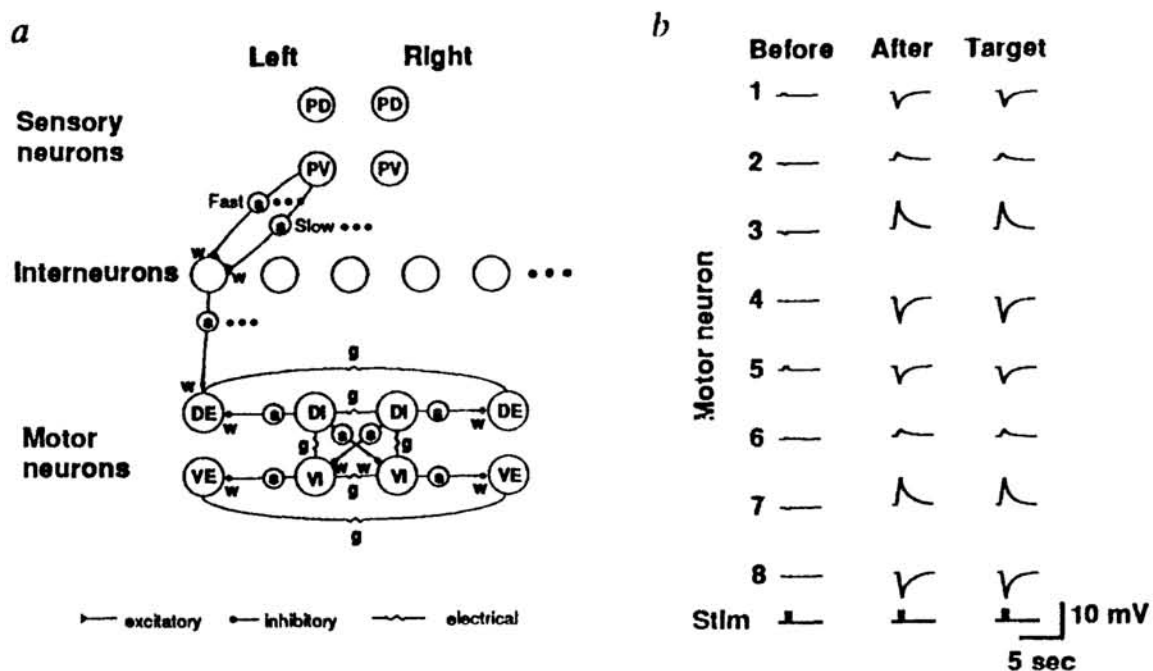 a
Left Right
Sensory neurons
PD PD
PV PV
Fast s •••
s Slow •••
w w
Interneurons •••
s •••
w
g
Motor neurons
DE s DI g DI s DE
w s s w
g g
w w
VE s VI g VI s VE
w w
g
excitatory inhibitory electrical
b
Before After Target
Motor neuron
1
2
3
4
5
6
7
8
Stim
10 mV
5 sec